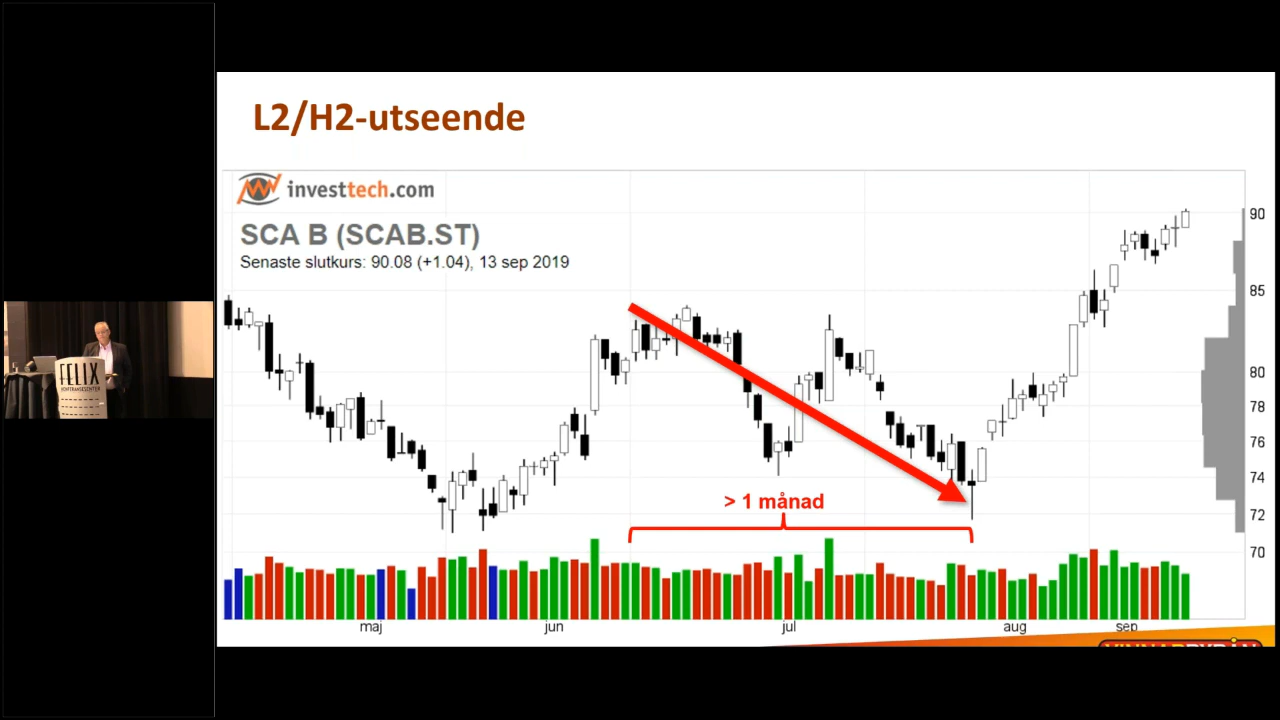 L2/H2-utseende
investtech.com
SCA B (SCAB.ST)
Senaste slutkurs: 90.08 (+1.04), 13 sep 2019
90
85
80
78
76
74
72
70
> 1 månad
maj
jun
jul
aug
sep
FELIX